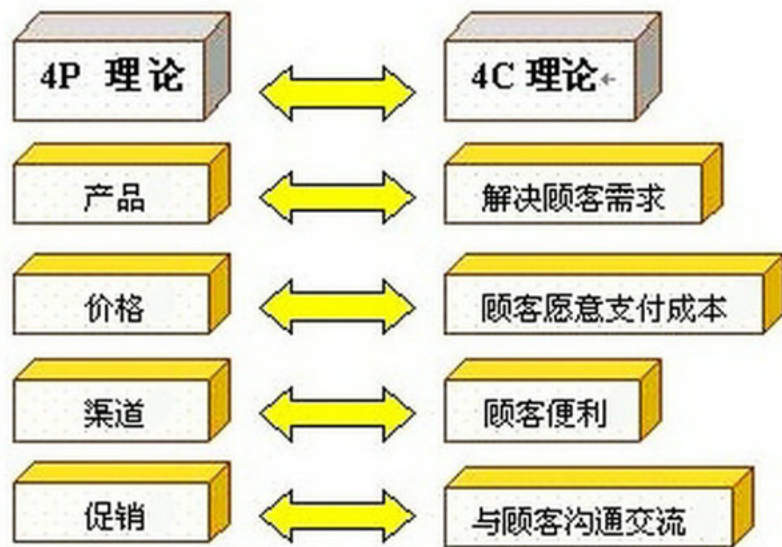 4P 理论
4C 理论
产品
解决顾客需求
价格
顾客愿意支付成本
渠道
顾客便利
促销
与顾客沟通交流